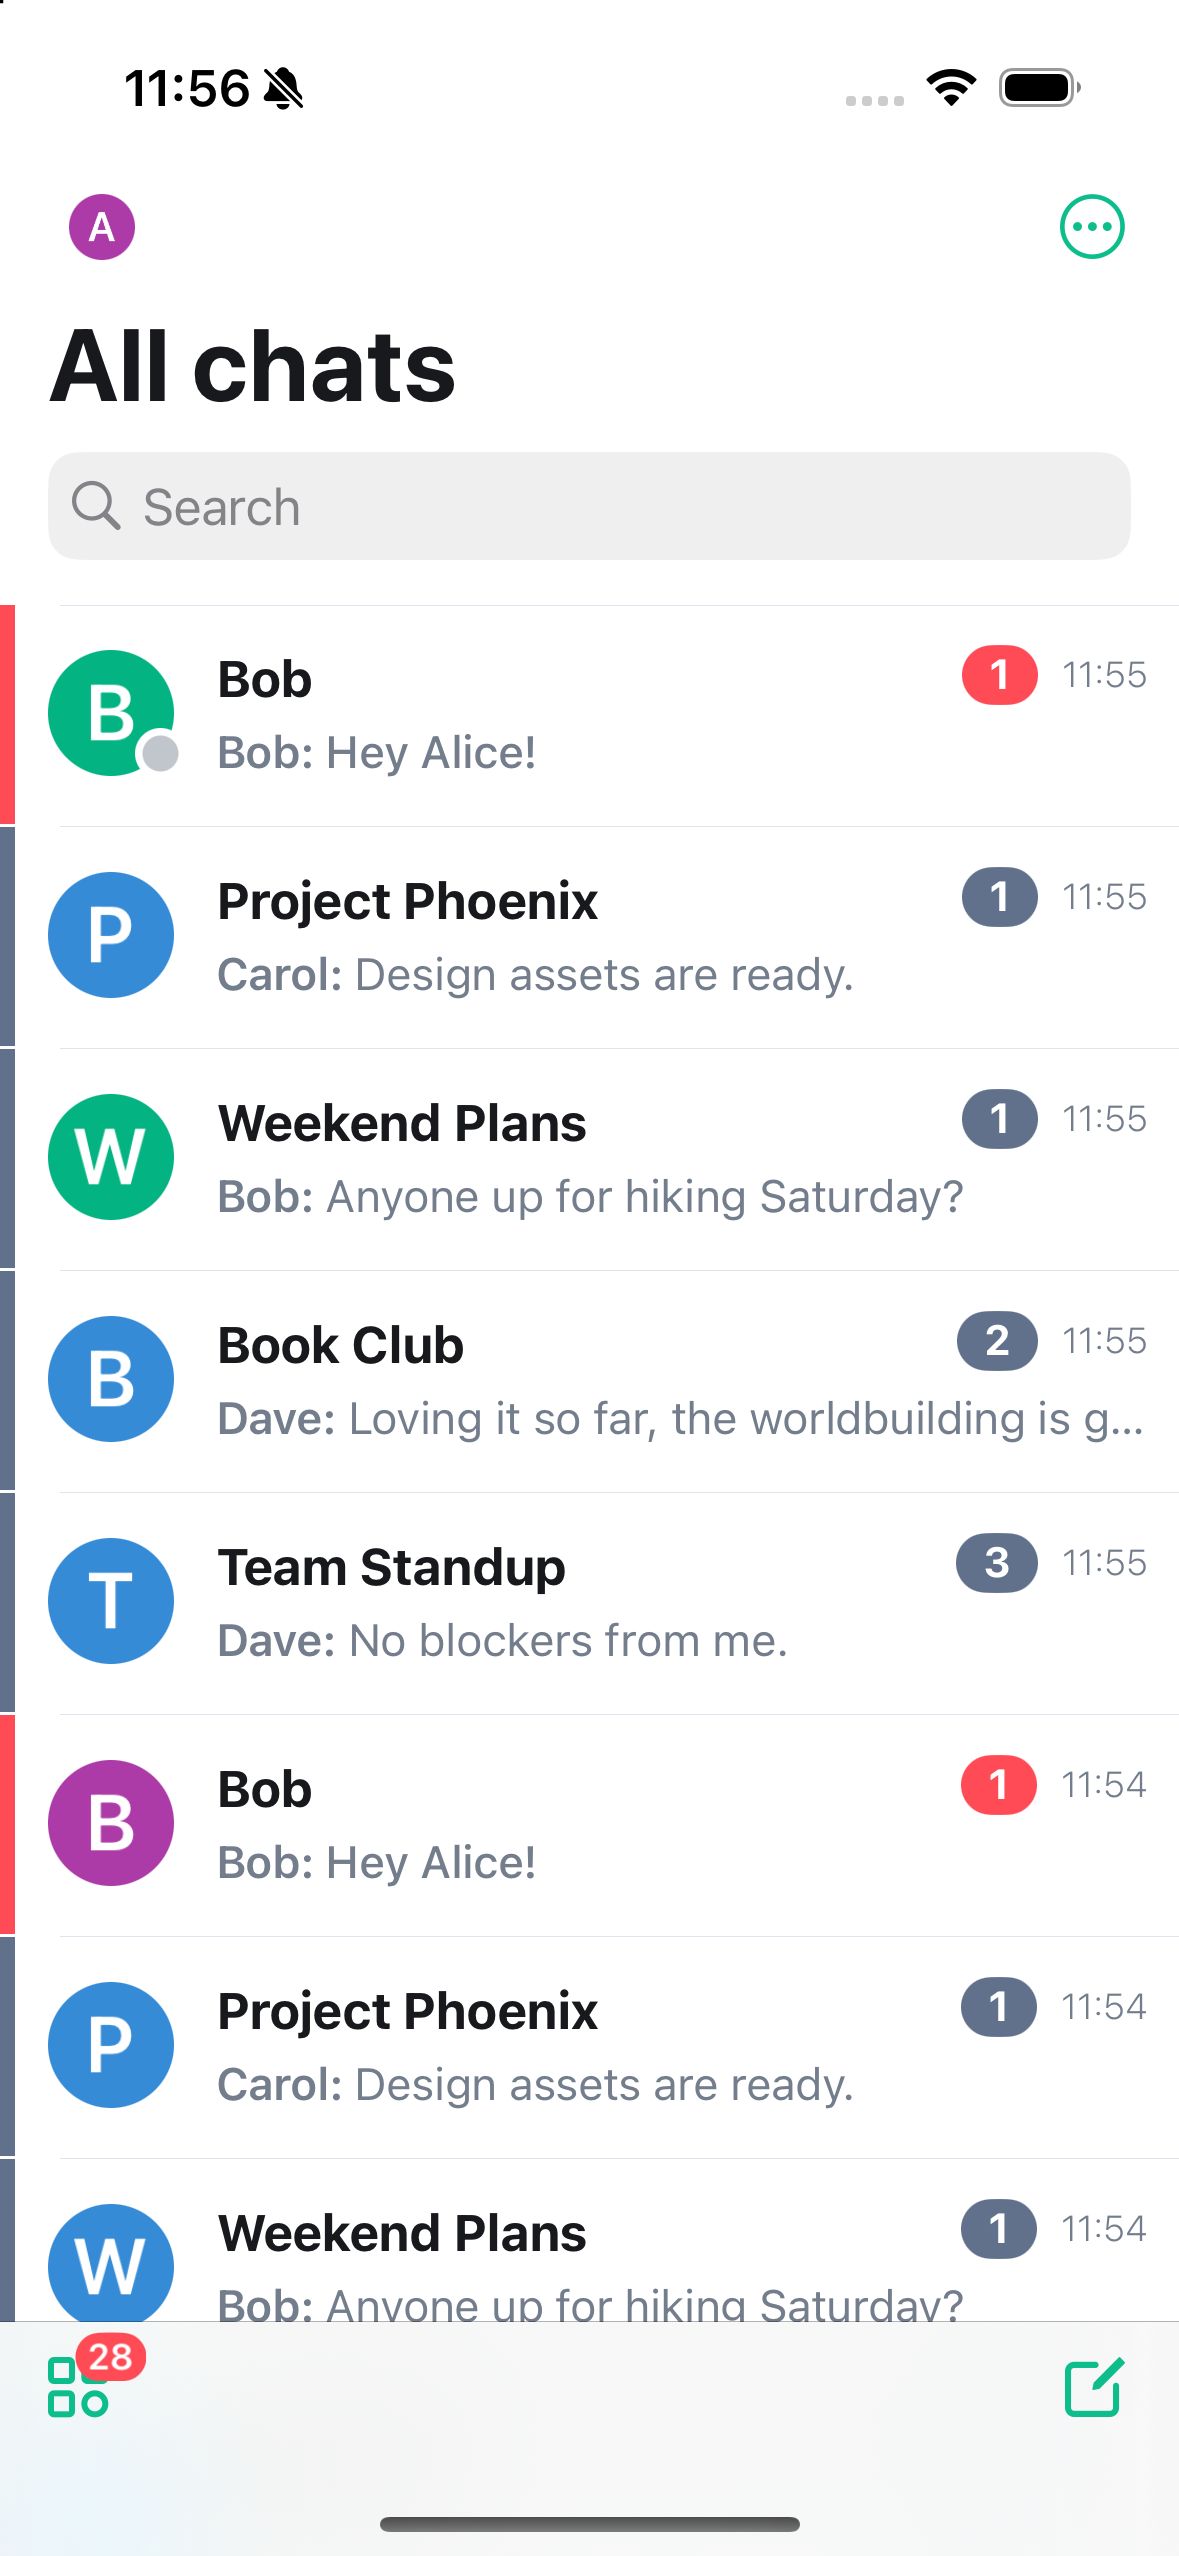 11:56
A
All chats
Search
B
Bob
1
11:55
Bob: Hey Alice!
P
Project Phoenix
1
11:55
Carol: Design assets are ready.
W
Weekend Plans
1
11:55
Bob: Anyone up for hiking Saturday?
B
Book Club
2
11:55
Dave: Loving it so far, the worldbuilding is g...
T
Team Standup
3
11:55
Dave: No blockers from me.
B
Bob
1
11:54
Bob: Hey Alice!
P
Project Phoenix
1
11:54
Carol: Design assets are ready.
W
Weekend Plans
1
11:54
Bob: Anyone up for hiking Saturday?
28